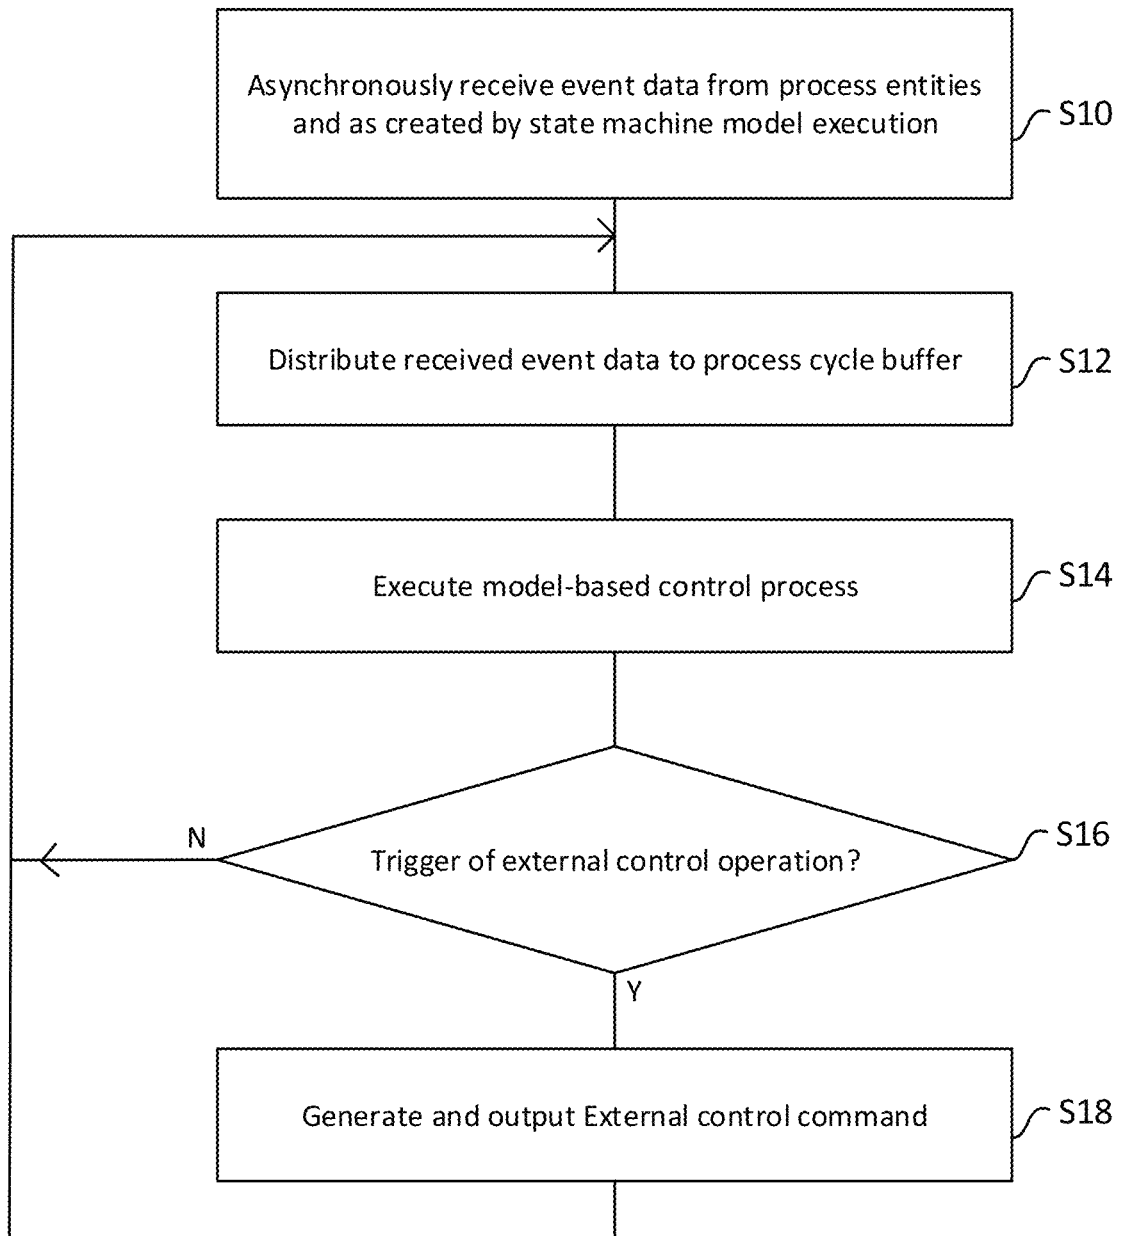 Asynchronously receive event data from process entities
and as created by state machine model execution
S10
Distribute received event data to process cycle buffer
S12
Execute model-based control process
S14
N
Trigger of external control operation?
S16
Y
Generate and output External control command
S18